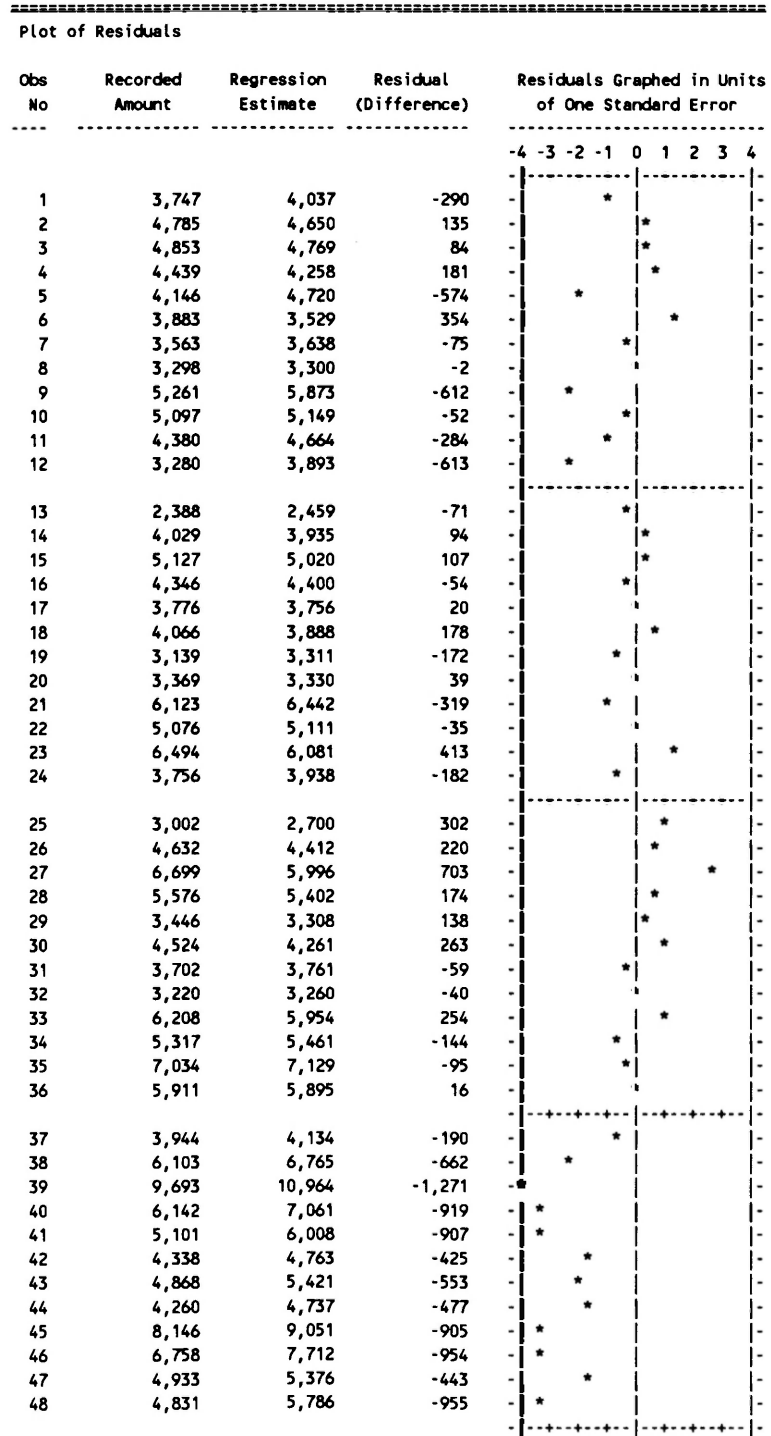 Plot of Residuals
Obs Recorded Regression Residual Residuals Graphed in Units
No Amount Estimate (Difference) of One Standard Error
-4 -3 -2 -1 0 1 2 3 4
1 3,747 4,037 -290
2 4,785 4,650 135
3 4,853 4,769 84
4 4,439 4,258 181
5 4,146 4,720 -574
6 3,883 3,529 354
7 3,563 3,638 -75
8 3,298 3,300 -2
9 5,261 5,873 -612
10 5,097 5,149 -52
11 4,380 4,664 -284
12 3,280 3,893 -613
13 2,388 2,459 -71
14 4,029 3,935 94
15 5,127 5,020 107
16 4,346 4,400 -54
17 3,776 3,756 20
18 4,066 3,888 178
19 3,139 3,311 -172
20 3,369 3,330 39
21 6,123 6,442 -319
22 5,076 5,111 -35
23 6,494 6,081 413
24 3,756 3,938 -182
25 3,002 2,700 302
26 4,632 4,412 220
27 6,699 5,996 703
28 5,576 5,402 174
29 3,446 3,308 138
30 4,524 4,261 263
31 3,702 3,761 -59
32 3,220 3,260 -40
33 6,208 5,954 254
34 5,317 5,461 -144
35 7,034 7,129 -95
36 5,911 5,895 16
37 3,944 4,134 -190
38 6,103 6,765 -662
39 9,693 10,964 -1,271
40 6,142 7,061 -919
41 5,101 6,008 -907
42 4,338 4,763 -425
43 4,868 5,421 -553
44 4,260 4,737 -477
45 8,146 9,051 -905
46 6,758 7,712 -954
47 4,933 5,376 -443
48 4,831 5,786 -955